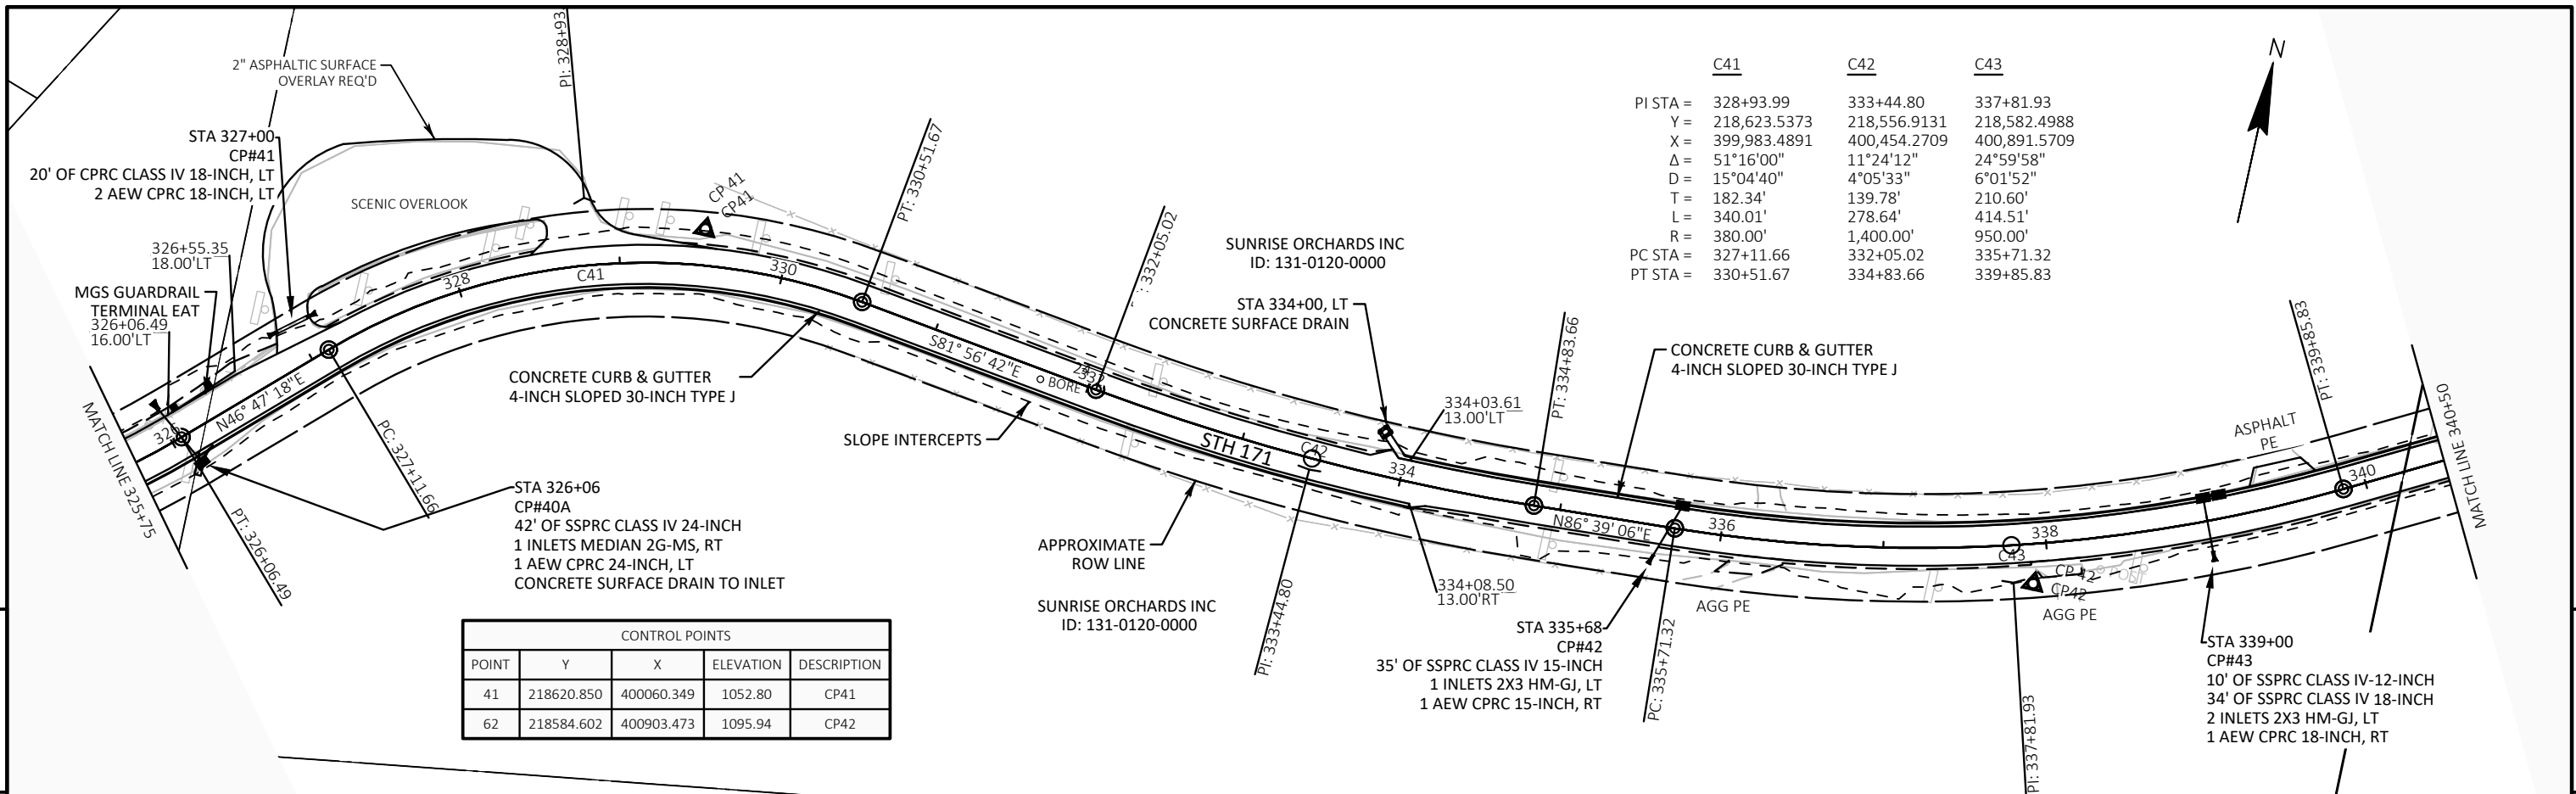 2" ASPHALTIC SURFACE
OVERLAY REQ'D
STA 327+00
CP#41
20' OF CPRC CLASS IV 18-INCH, LT
2 AEW CPRC 18-INCH, LT
SCENIC OVERLOOK
326+55.35
18.00'LT
MGS GUARDRAIL
TERMINAL EAT
326+06.49
16.00'LT
PI: 328+93.
CP 41
CP41
PT: 330+51.67
: 332+05.02
328
C41
330
326
N46° 47' 18"E
MATCH LINE 325+75
PC: 327+11.66
PT: 326+06.49
S81° 56' 42"E
BORE
332
CONCRETE CURB & GUTTER
4-INCH SLOPED 30-INCH TYPE J
SLOPE INTERCEPTS
STA 326+06
CP#40A
42' OF SSPRC CLASS IV 24-INCH
1 INLETS MEDIAN 2G-MS, RT
1 AEW CPRC 24-INCH, LT
CONCRETE SURFACE DRAIN TO INLET
CONTROL POINTS
POINT Y X ELEVATION DESCRIPTION
41 218620.850 400060.349 1052.80 CP41
62 218584.602 400903.473 1095.94 CP42
SUNRISE ORCHARDS INC
ID: 131-0120-0000
STA 334+00, LT
CONCRETE SURFACE DRAIN
STH 171
C42
334
334+03.61
13.00'LT
PT: 334+83.66
CONCRETE CURB & GUTTER
4-INCH SLOPED 30-INCH TYPE J
APPROXIMATE
ROW LINE
SUNRISE ORCHARDS INC
ID: 131-0120-0000
PI: 333+44.80
334+08.50
13.00'RT
N86° 39' 06"E
336
STA 335+68
CP#42
35' OF SSPRC CLASS IV 15-INCH
1 INLETS 2X3 HM-GJ, LT
1 AEW CPRC 15-INCH, RT
PC: 335+71.32
AGG PE
C41 C42 C43
PI STA = 328+93.99 333+44.80 337+81.93
Y = 218,623.5373 218,556.9131 218,582.4988
X = 399,983.4891 400,454.2709 400,891.5709
Δ = 51°16'00" 11°24'12" 24°59'58"
D = 15°04'40" 4°05'33" 6°01'52"
T = 182.34' 139.78' 210.60'
L = 340.01' 278.64' 414.51'
R = 380.00' 1,400.00' 950.00'
PC STA = 327+11.66 332+05.02 335+71.32
PT STA = 330+51.67 334+83.66 339+85.83
N
PT: 339+85.83
ASPHALT
PE
340
MATCH LINE 340+50
338
C43
CP 42
CP42
AGG PE
PI: 337+81.93
STA 339+00
CP#43
10' OF SSPRC CLASS IV-12-INCH
34' OF SSPRC CLASS IV 18-INCH
2 INLETS 2X3 HM-GJ, LT
1 AEW CPRC 18-INCH, RT